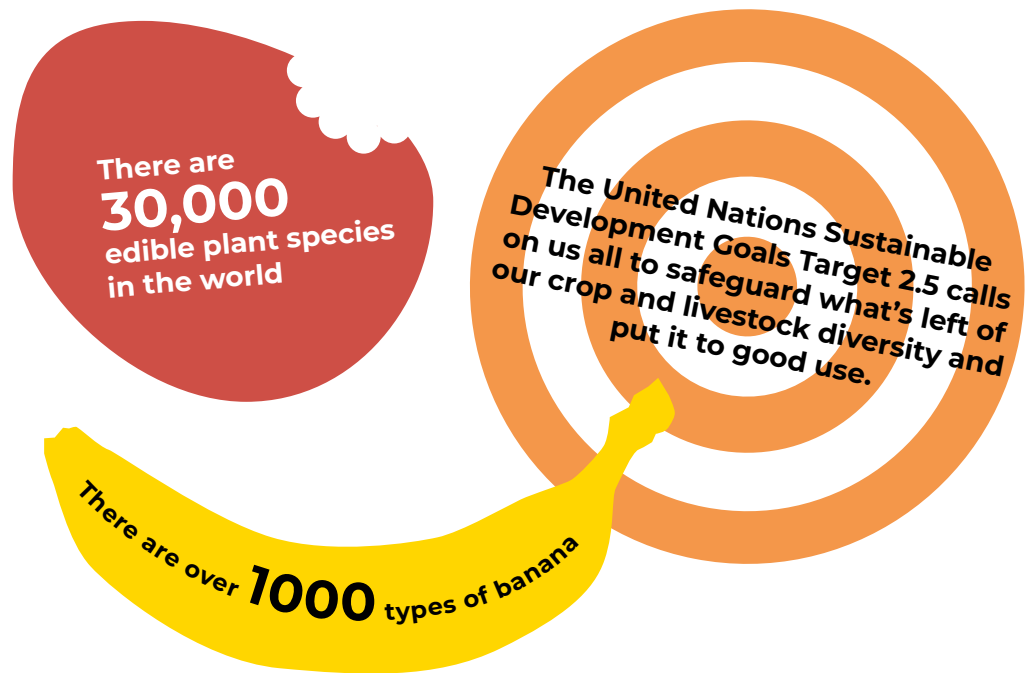 There are
30,000
edible plant species
in the world
The United Nations Sustainable
Development Goals Target 2.5 calls
on us all to safeguard what's left of
our crop and livestock diversity and
put it to good use.
There are over 1000 types of banana